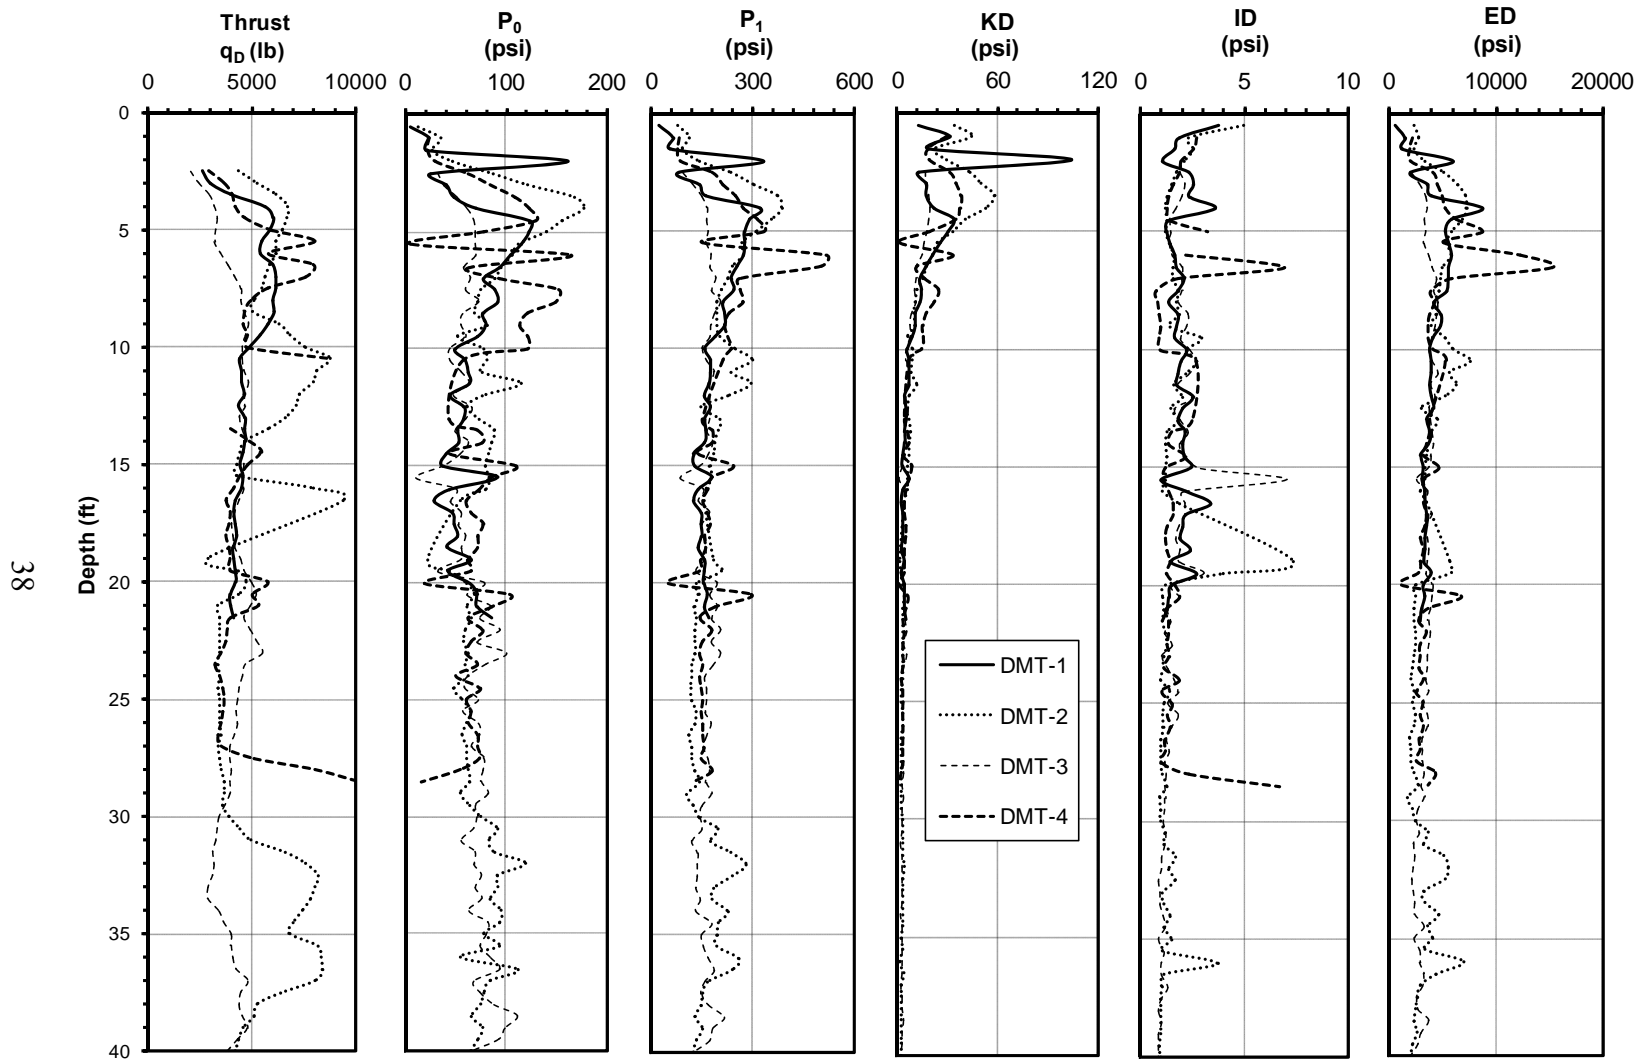 Thrust
qD (lb)
0 5000 10000
P0
(psi)
0 100 200
P1
(psi)
0 300 600
KD
(psi)
0 60 120
ID
(psi)
0 5 10
ED
(psi)
0 10000 20000
Depth (ft)
0
5
10
15
20
25
30
35
40
DMT-1
DMT-2
DMT-3
DMT-4
38